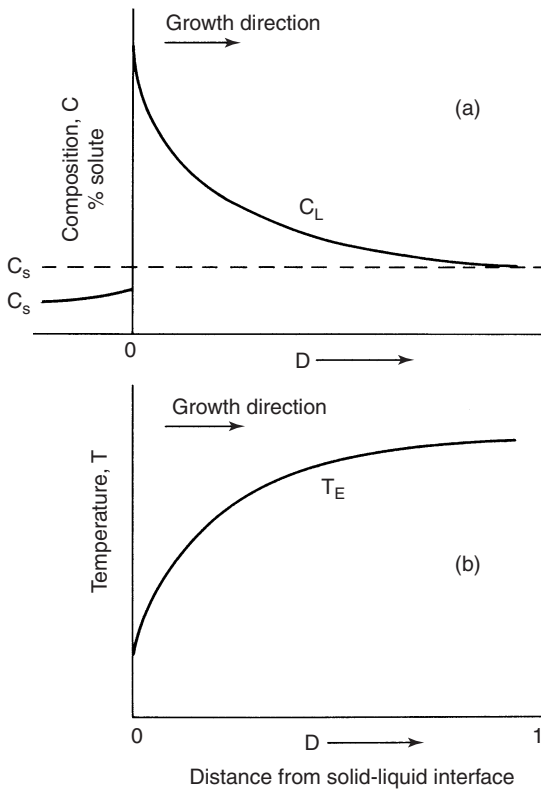 Growth direction
Composition, C
% solute
(a)
C_L
C_s
C_s
0
D
Growth direction
Temperature, T
T_E
(b)
0
D
1
Distance from solid-liquid interface